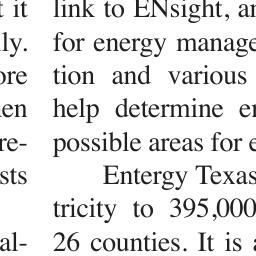 t it
ly.
ore
en
re-
sts
al-
link to ENsight, an
for energy manage
tion and various
help determine en
possible areas for e
Entergy Texas
tricity to 395,000
26 counties. It is a